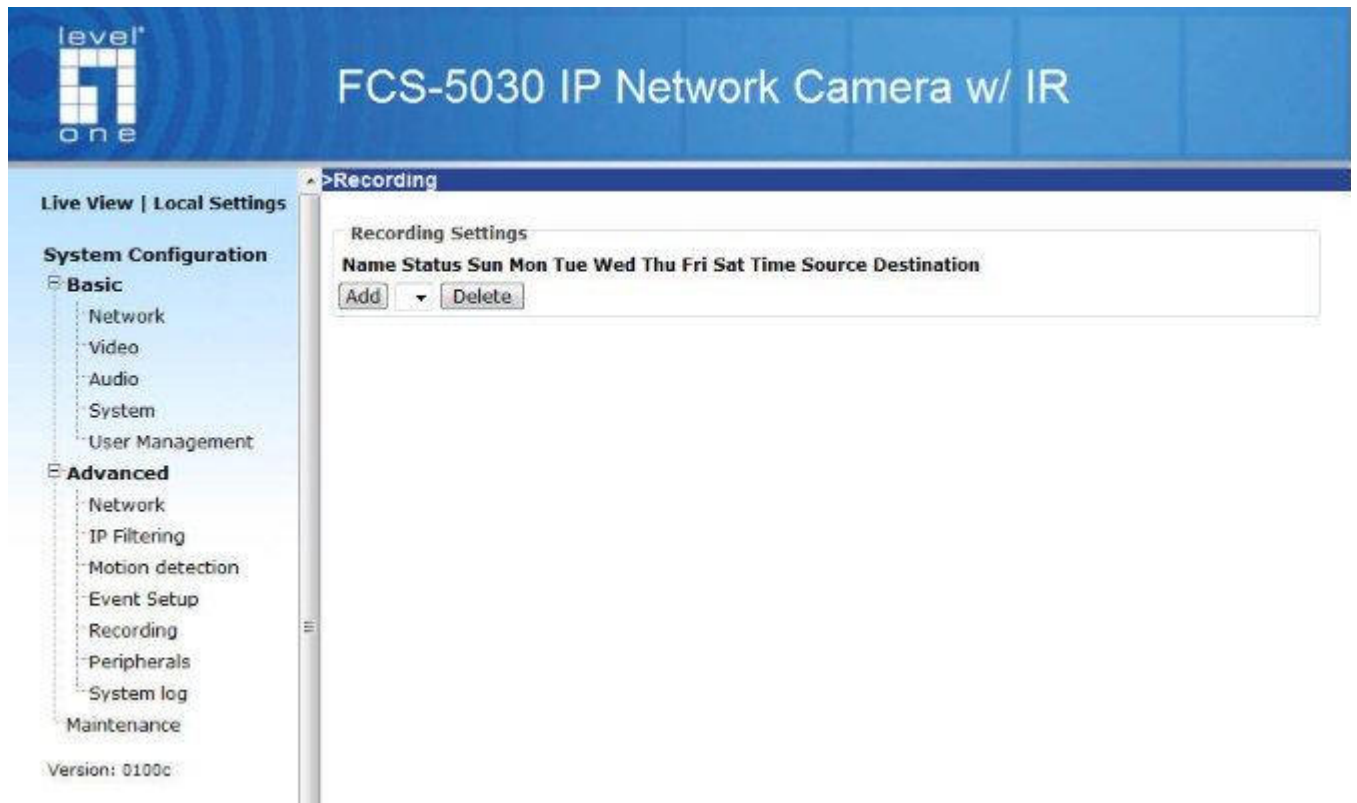 level
one
FCS-5030 IP Network Camera w/ IR
Live View | Local Settings
System Configuration
Basic
Network
Video
Audio
System
User Management
Advanced
Network
IP Filtering
Motion detection
Event Setup
Recording
Peripherals
System log
Maintenance
Version: 0100c
>Recording
Recording Settings
Name Status Sun Mon Tue Wed Thu Fri Sat Time Source Destination
Add Delete